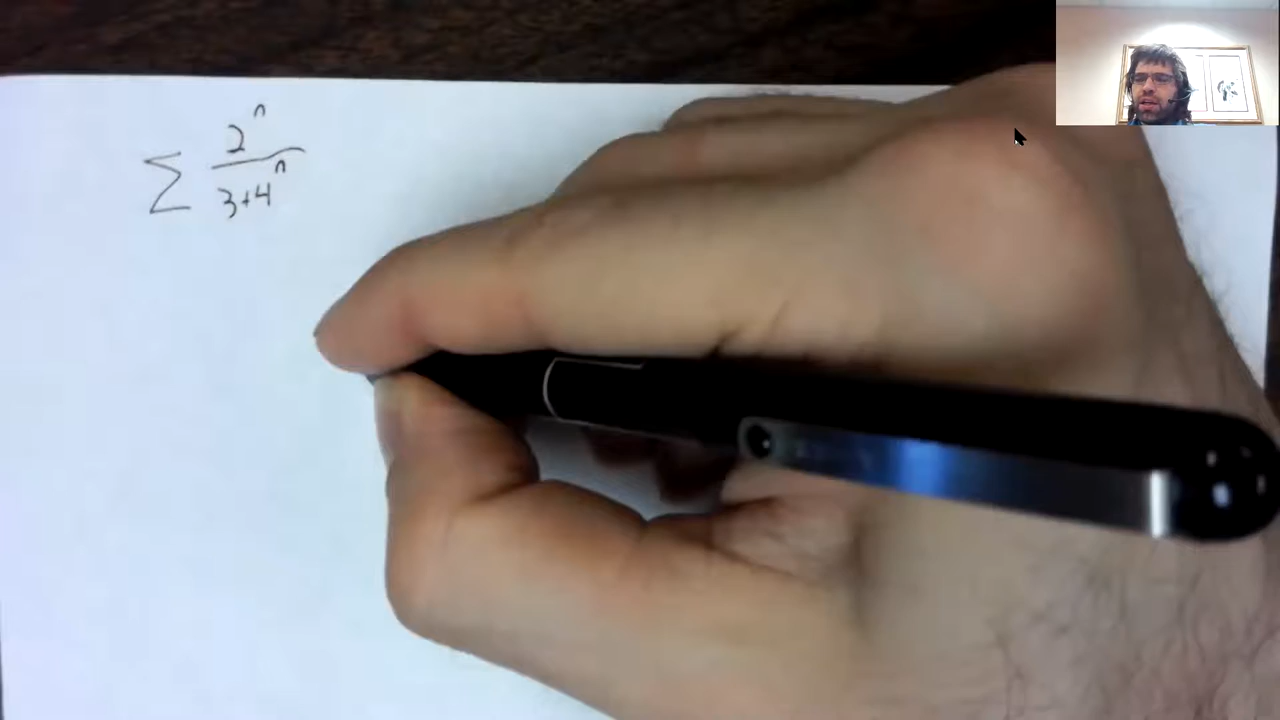 ∑ 2^n / (3+4^n)